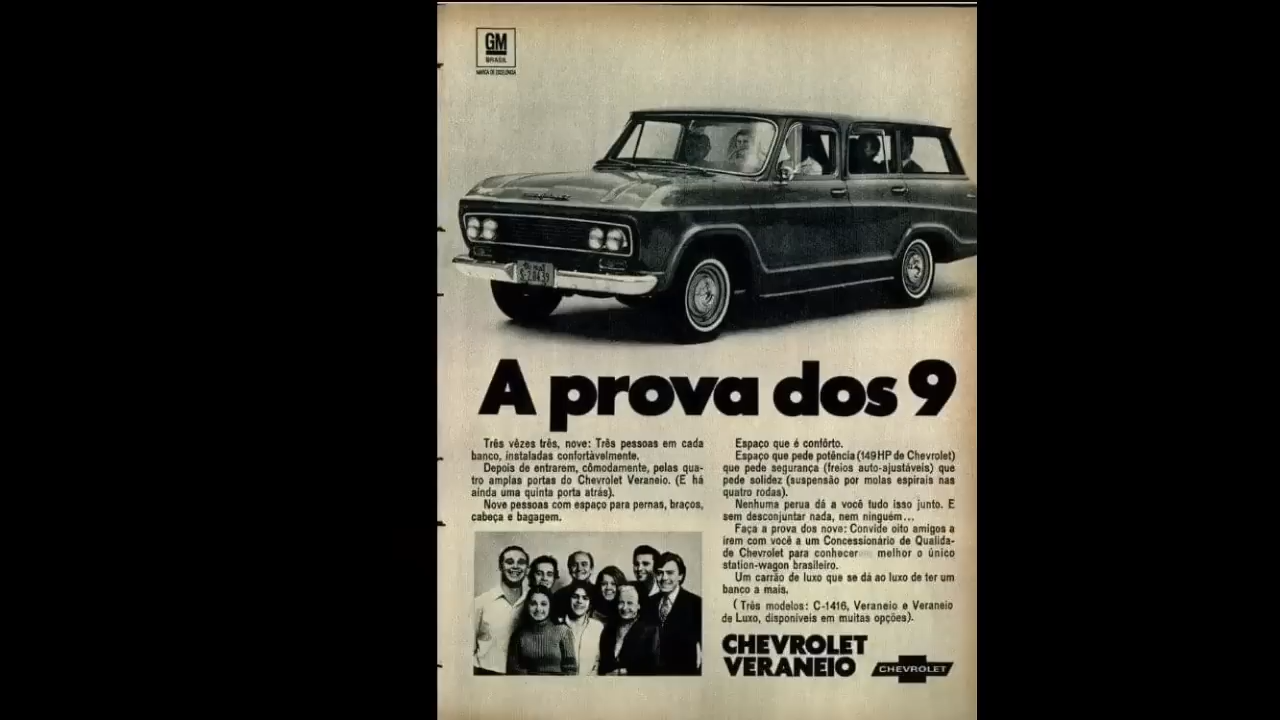 GM
BRASIL
MARCA DE EXCELÊNCIA
A prova dos 9
Três vêzes três, nove: Três pessoas em cada
banco, instaladas confortàvelmente.
Depois de entrarem, cômodamente, pelas qua-
tro amplas portas do Chevrolet Veraneio. (E há
ainda uma quinta porta atrás).
Nove pessoas com espaço para pernas, braços,
cabeça e bagagem.
Espaço que é confôrto.
Espaço que pede potência (149HP de Chevrolet)
que pede segurança (freios auto-ajustáveis) que
pede solidez (suspensão por molas espirais nas
quatro rodas).
Nenhuma perua dá a você tudo isso junto. E
sem desconjuntar nada, nem ninguém...
Faça a prova dos nove: Convide oito amigos a
irem com você a um Concessionário de Qualida-
de Chevrolet para conhecer melhor o único
station-wagon brasileiro.
Um carrão de luxo que se dá ao luxo de ter um
banco a mais.
(Três modelos: C-1416, Veraneio e Veraneio
de Luxo, disponíveis em muitas opções).
CHEVROLET
VERANEIO
CHEVROLET